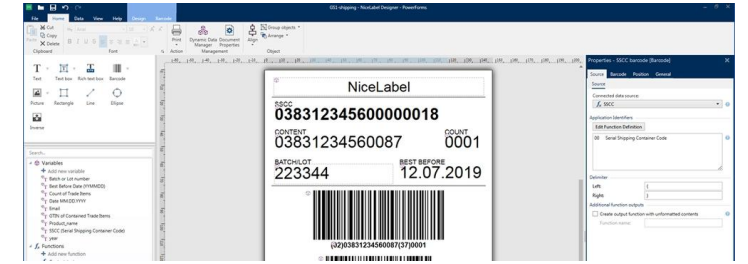 GS1-shipping - NiceLabel Designer - PowerForms
File Home Data View Help Design Barcode
Paste
Cut
Copy
Delete
Clipboard
B I U S
Font
Print
Action
Dynamic Data Manager
Document Properties
Management
Align
Group objects
Arrange
Object
Text Text box Rich text box Barcode
Picture Rectangle Line Ellipse
Inverse
Search...
Variables
Add new variable
Batch or Lot number
Best Before Date (YYMMDD)
Count of Trade Items
Date MM.DD.YYYY
Email
GTIN of Contained Trade Items
Product_name
SSCC (Serial Shipping Container Code)
year
Functions
Add new function
NiceLabel
SSCC
038312345600000018
CONTENT COUNT
03831234560087 0001
BATCH/LOT BEST BEFORE
223344 12.07.2019
(02)03831234560087(37)0001
Properties - SSCC barcode [Barcode]
Source Barcode Position General
Source
Connected data source:
SSCC
Application Identifiers
Edit Function Definition
00 Serial Shipping Container Code
Delimiter
Left:
Right:
Additional function outputs
Create output function with unformatted contents
Function name: